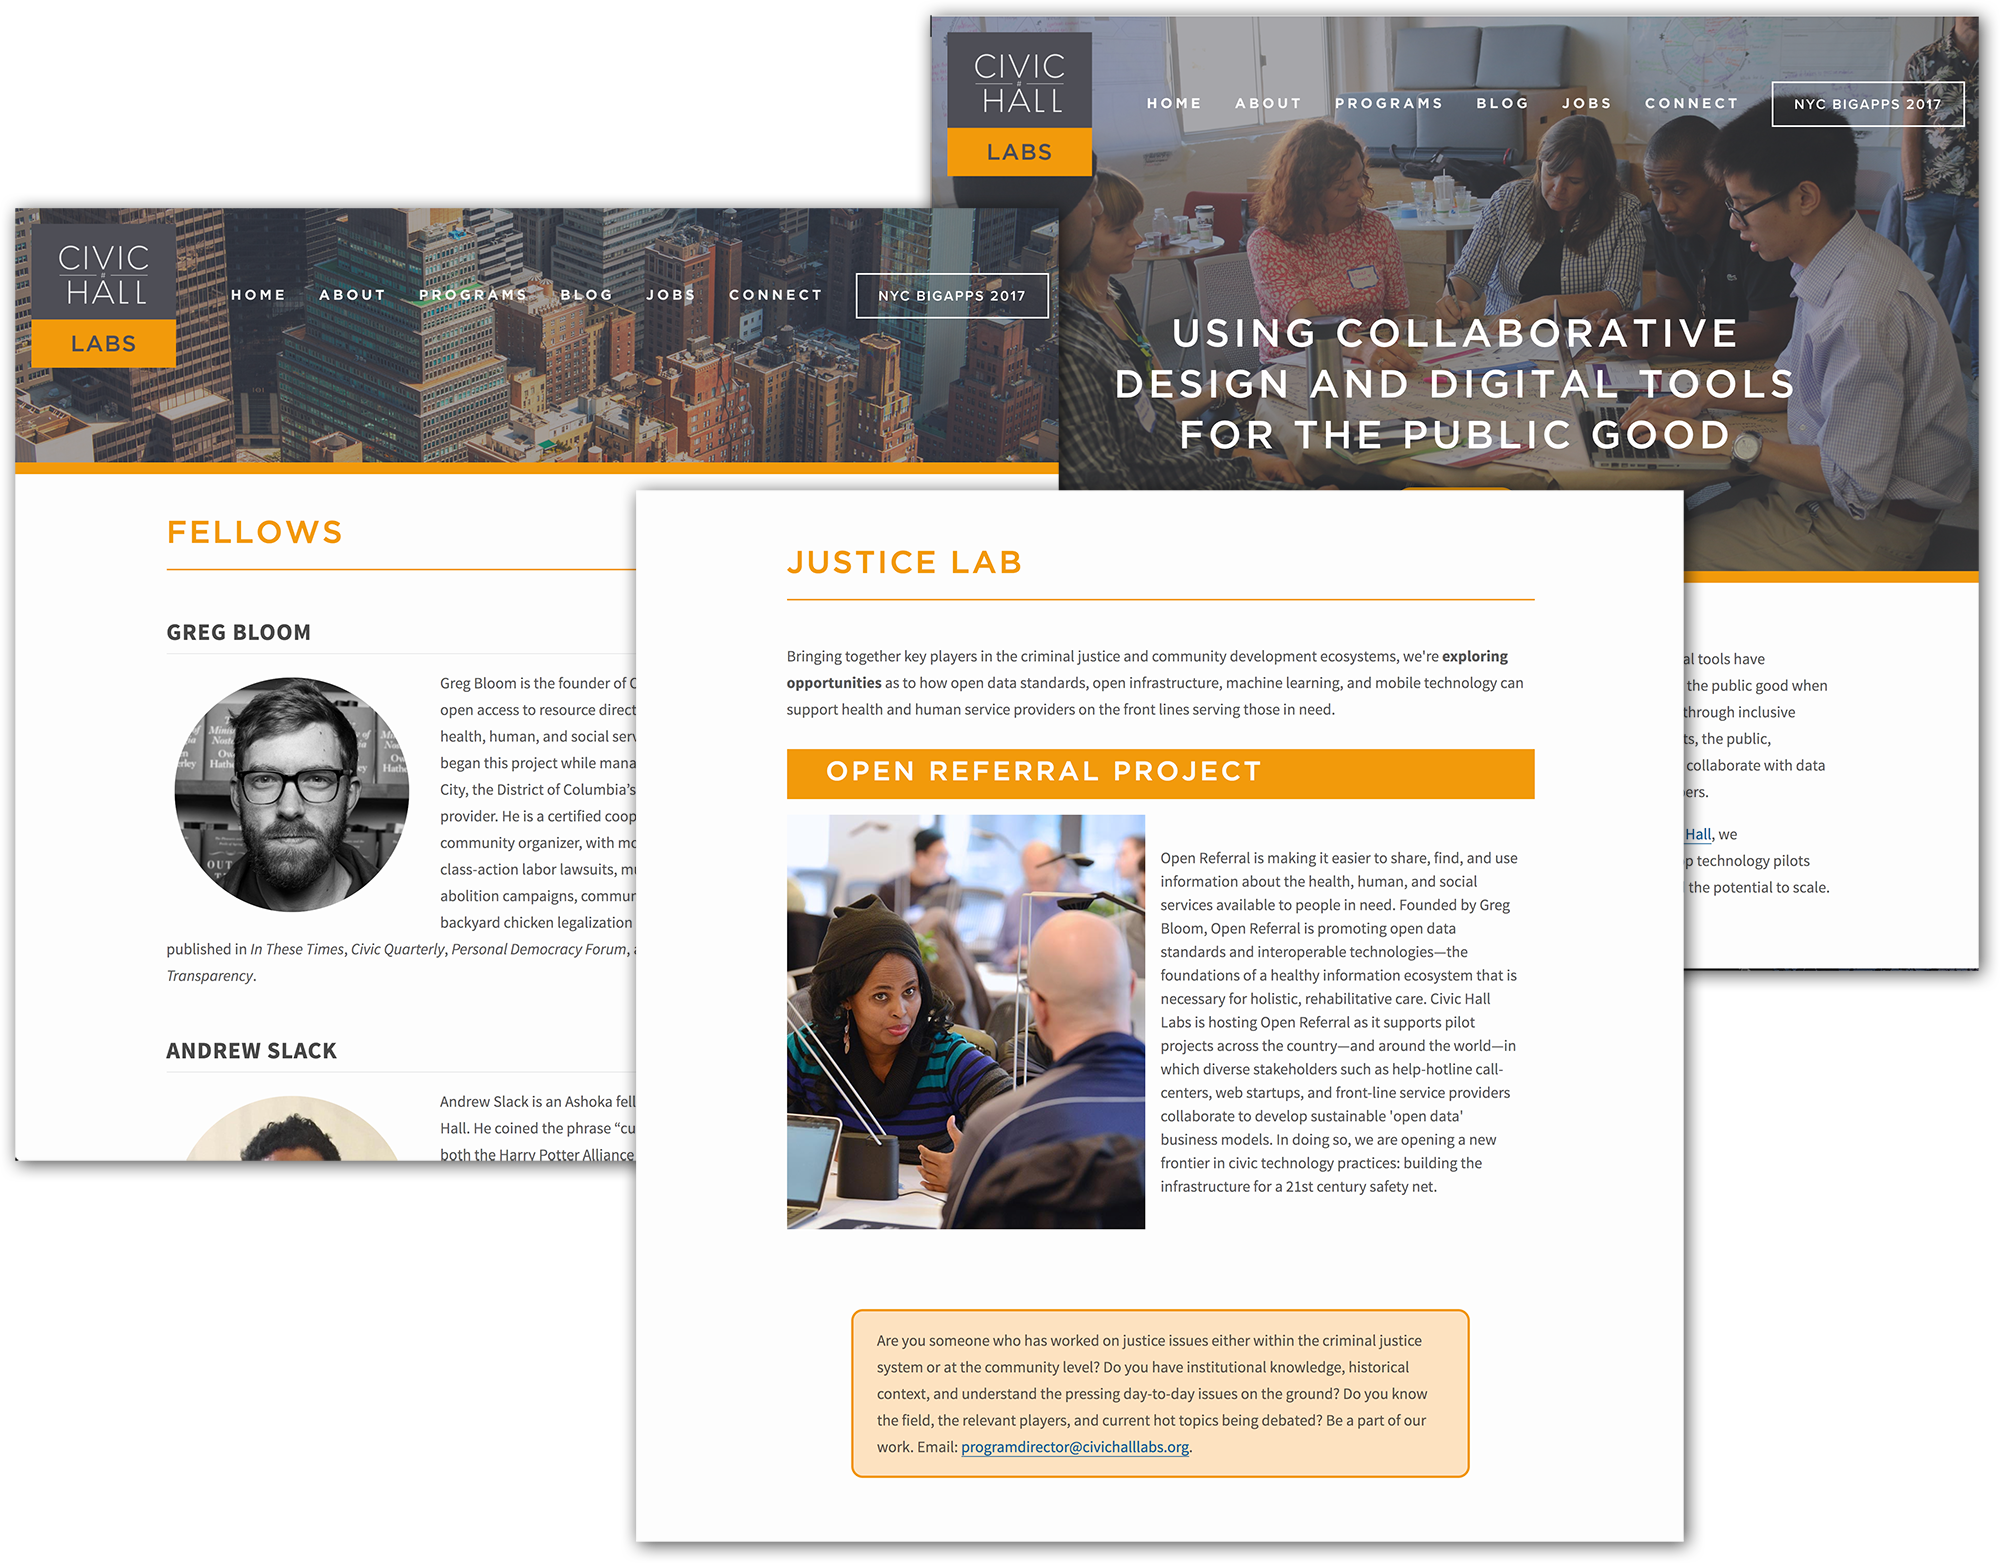 CIVIC
HALL
LABS
HOME ABOUT PROGRAMS BLOG JOBS CONNECT NYC BIGAPPS 2017
USING COLLABORATIVE
DESIGN AND DIGITAL TOOLS
FOR THE PUBLIC GOOD
al tools have
the public good when
through inclusive
ts, the public,
collaborate with data
ers.
Hall, we
p technology pilots
the potential to scale.
CIVIC
HALL
LABS
HOME ABOUT PROGRAMS BLOG JOBS CONNECT NYC BIGAPPS 2017
FELLOWS
GREG BLOOM
Greg Bloom is the founder of
open access to resource direct
health, human, and social serv
began this project while mana
City, the District of Columbia's
provider. He is a certified coop
community organizer, with mo
class-action labor lawsuits, mu
abolition campaigns, commun
backyard chicken legalization
published in In These Times, Civic Quarterly, Personal Democracy Forum,
Transparency.
ANDREW SLACK
Andrew Slack is an Ashoka fell
Hall. He coined the phrase “cu
both the Harry Potter Alliance
JUSTICE LAB
Bringing together key players in the criminal justice and community development ecosystems, we're exploring
opportunities as to how open data standards, open infrastructure, machine learning, and mobile technology can
support health and human service providers on the front lines serving those in need.
OPEN REFERRAL PROJECT
Open Referral is making it easier to share, find, and use
information about the health, human, and social
services available to people in need. Founded by Greg
Bloom, Open Referral is promoting open data
standards and interoperable technologies—the
foundations of a healthy information ecosystem that is
necessary for holistic, rehabilitative care. Civic Hall
Labs is hosting Open Referral as it supports pilot
projects across the country—and around the world—in
which diverse stakeholders such as help-hotline call-
centers, web startups, and front-line service providers
collaborate to develop sustainable 'open data'
business models. In doing so, we are opening a new
frontier in civic technology practices: building the
infrastructure for a 21st century safety net.
Are you someone who has worked on justice issues either within the criminal justice
system or at the community level? Do you have institutional knowledge, historical
context, and understand the pressing day-to-day issues on the ground? Do you know
the field, the relevant players, and current hot topics being debated? Be a part of our
work. Email: programdirector@civichalllabs.org.